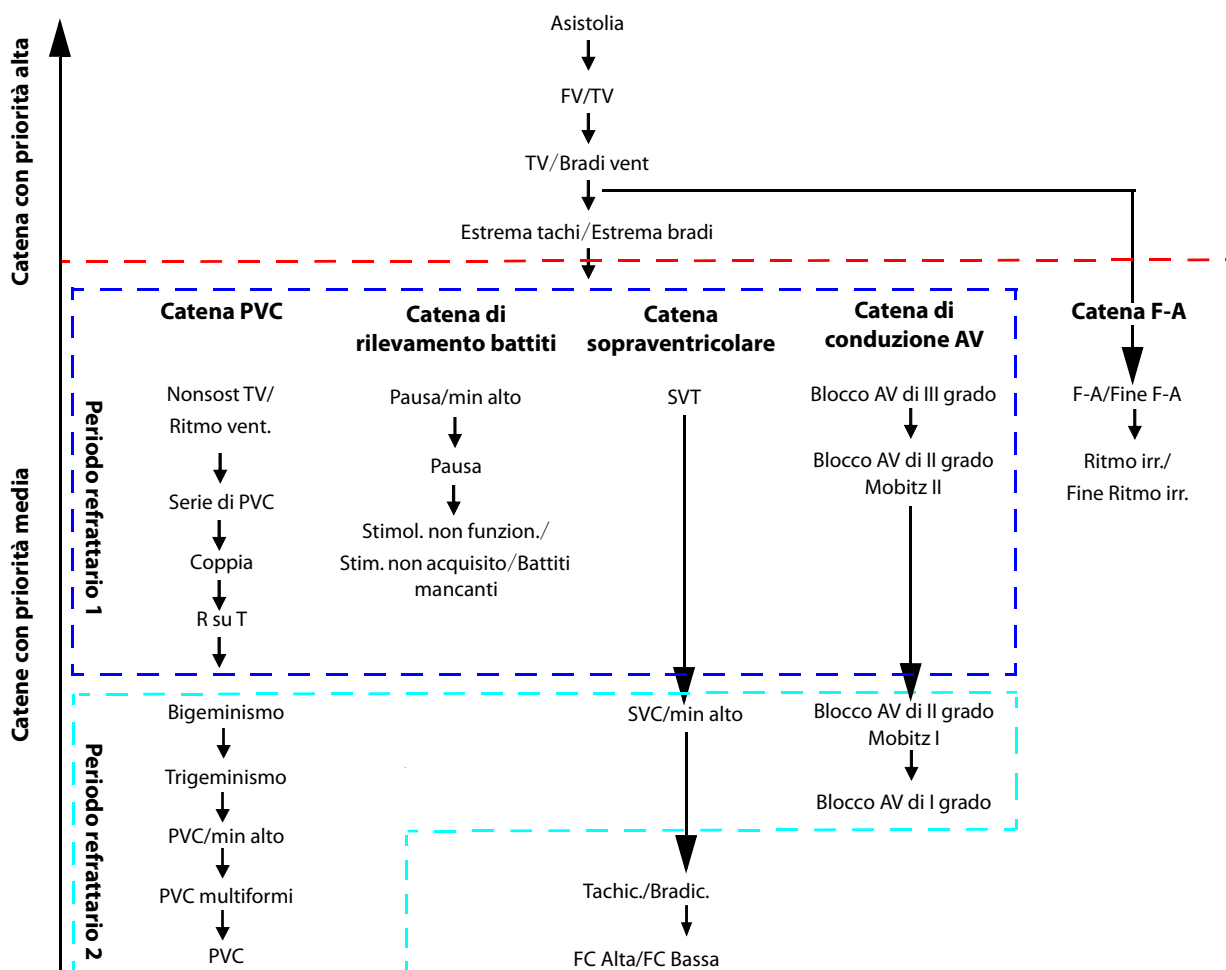 Catena con priorità alta
Asistolia
FV/TV
TV/Bradi vent
Estrema tachi/Estrema bradi
Catene con priorità media
Periodo refrattario 1
Catena PVC
Nonsost TV/
Ritmo vent.
Serie di PVC
Coppia
R su T
Catena di
rilevamento battiti
Pausa/min alto
Pausa
Stimol. non funzion./
Stim. non acquisito/Battiti
mancanti
Catena
sopraventricolare
SVT
Catena di
conduzione AV
Blocco AV di III grado
Blocco AV di II grado
Mobitz II
Catena F-A
F-A/Fine F-A
Ritmo irr./
Fine Ritmo irr.
Periodo refrattario 2
Bigeminismo
Trigeminismo
PVC/min alto
PVC multiformi
PVC
SVC/min alto
Tachic./Bradic.
FC Alta/FC Bassa
Blocco AV di II grado
Mobitz I
Blocco AV di I grado